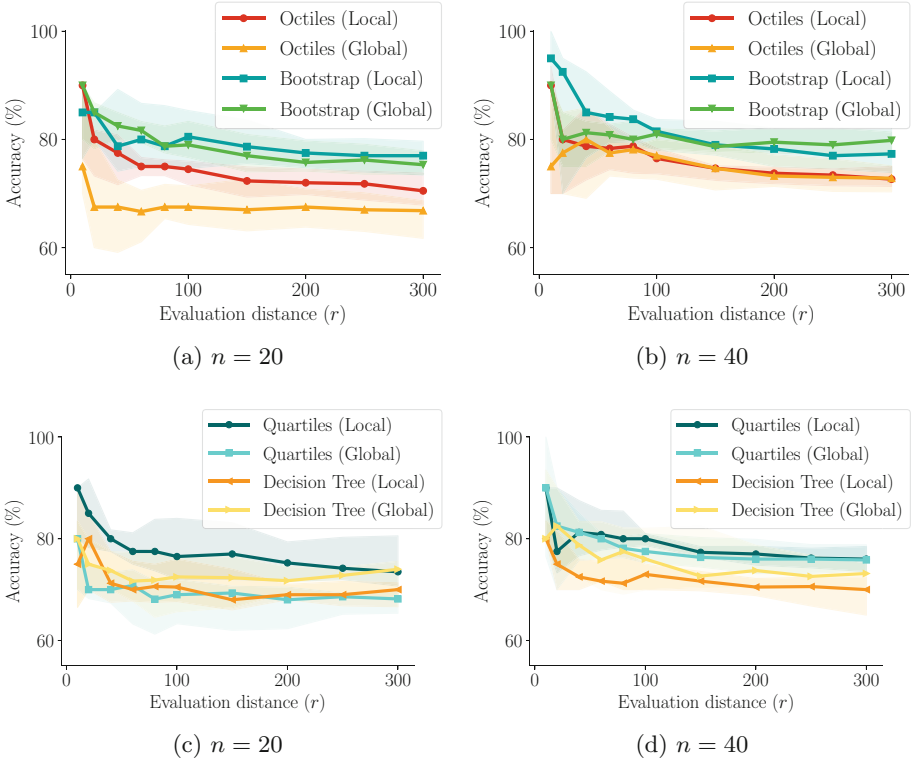 Octiles (Local)
Octiles (Global)
Bootstrap (Local)
Bootstrap (Global)
100
80
60
Accuracy (%)
0
100
200
300
Evaluation distance (r)
(a) n = 20
Octiles (Local)
Octiles (Global)
Bootstrap (Local)
Bootstrap (Global)
100
80
60
Accuracy (%)
0
100
200
300
Evaluation distance (r)
(b) n = 40
Quartiles (Local)
Quartiles (Global)
Decision Tree (Local)
Decision Tree (Global)
100
80
60
Accuracy (%)
0
100
200
300
Evaluation distance (r)
(c) n = 20
Quartiles (Local)
Quartiles (Global)
Decision Tree (Local)
Decision Tree (Global)
100
80
60
Accuracy (%)
0
100
200
300
Evaluation distance (r)
(d) n = 40